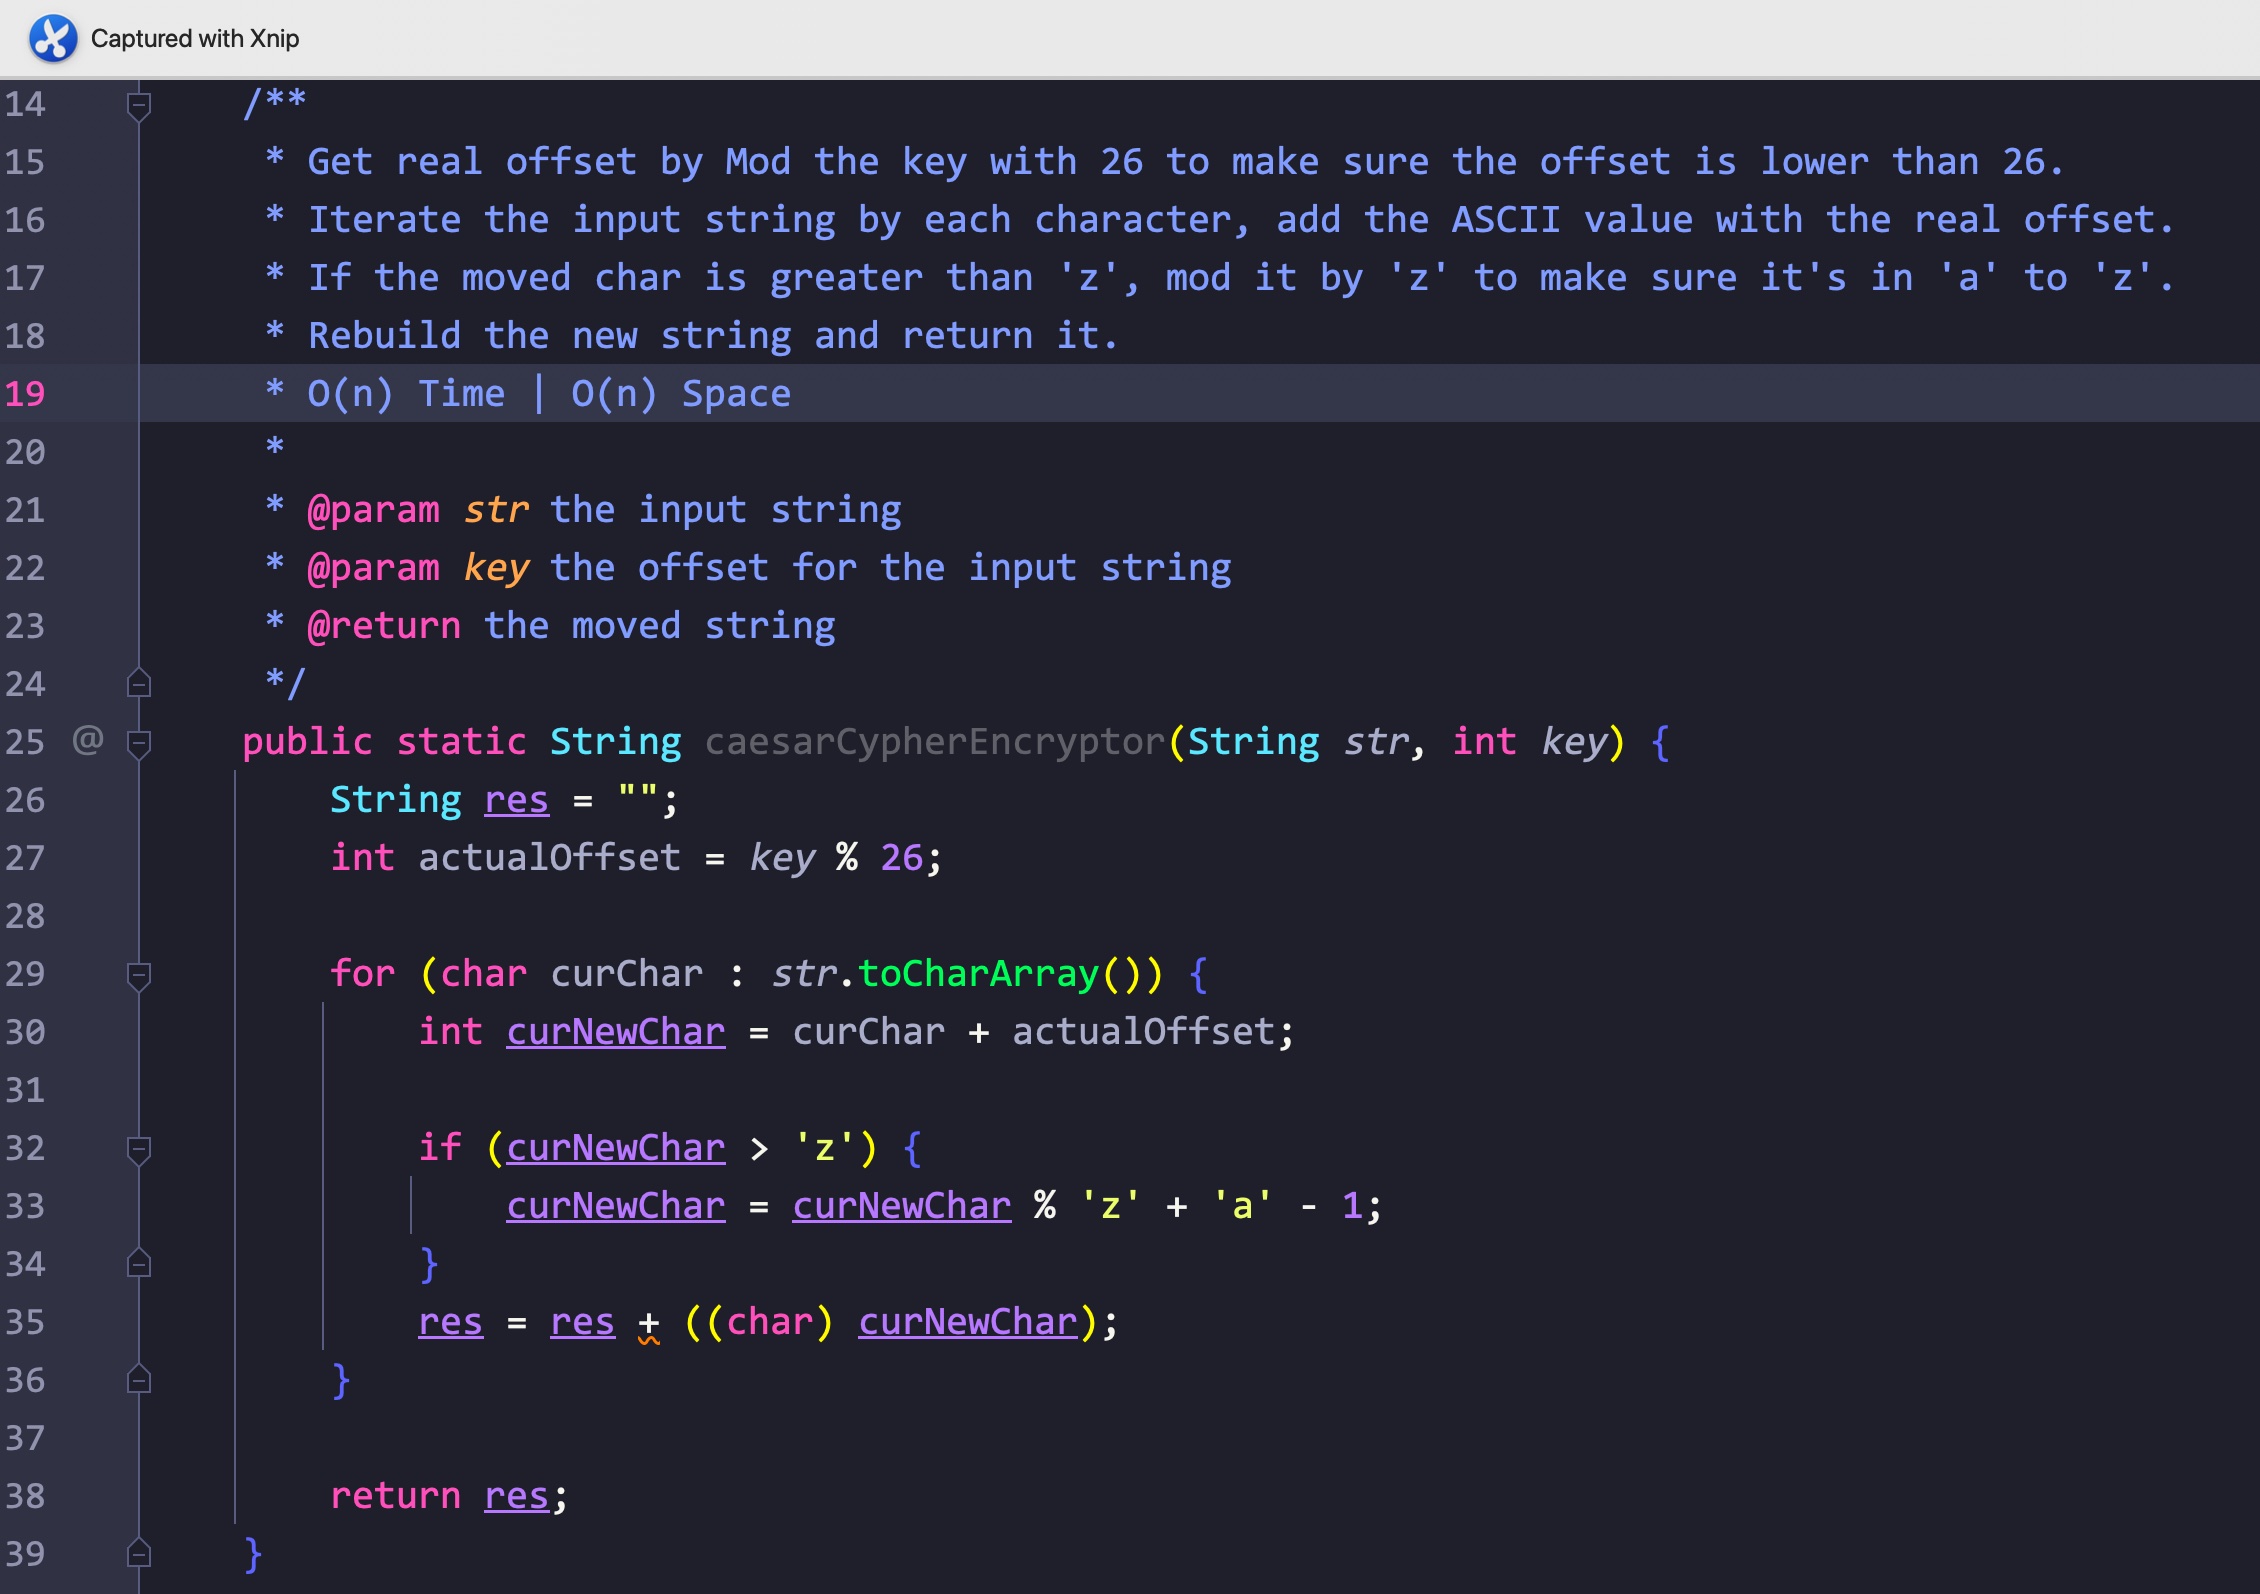 Captured with Xnip
14 /**
15 * Get real offset by Mod the key with 26 to make sure the offset is lower than 26.
16 * Iterate the input string by each character, add the ASCII value with the real offset.
17 * If the moved char is greater than 'z', mod it by 'z' to make sure it's in 'a' to 'z'.
18 * Rebuild the new string and return it.
19 * O(n) Time | O(n) Space
20 *
21 * @param str the input string
22 * @param key the offset for the input string
23 * @return the moved string
24 */
25 @ public static String caesarCypherEncryptor(String str, int key) {
26 String res = "";
27 int actualOffset = key % 26;
28
29 for (char curChar : str.toCharArray()) {
30 int curNewChar = curChar + actualOffset;
31
32 if (curNewChar > 'z') {
33 curNewChar = curNewChar % 'z' + 'a' - 1;
34 }
35 res = res + ((char) curNewChar);
36 }
37
38 return res;
39 }